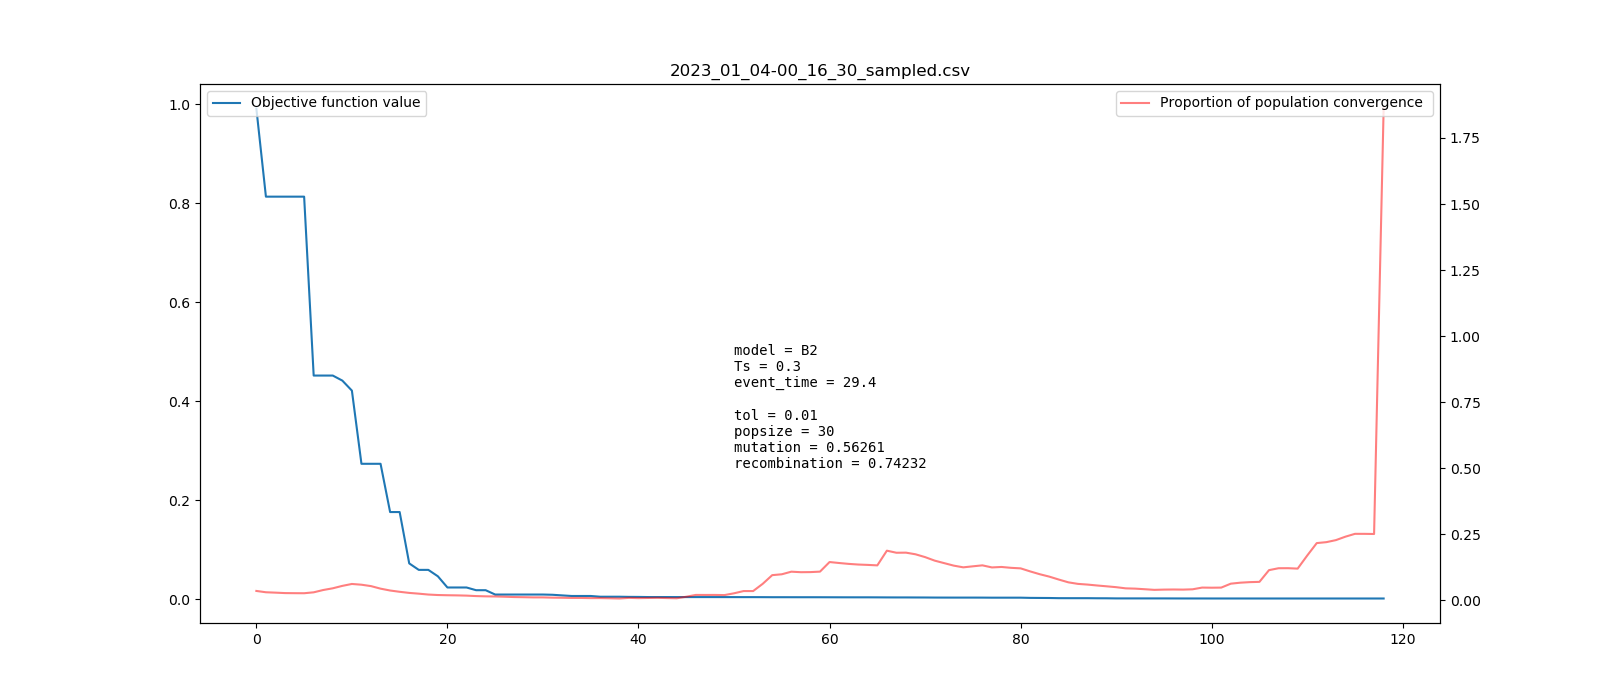 2023_01_04-00_16_30_sampled.csv
Objective function value
Proportion of population convergence
1.0
0.8
0.6
0.4
0.2
0.0
1.75
1.50
1.25
1.00
0.75
0.50
0.25
0.00
model = B2
Ts = 0.3
event_time = 29.4
tol = 0.01
popsize = 30
mutation = 0.56261
recombination = 0.74232
0 20 40 60 80 100 120